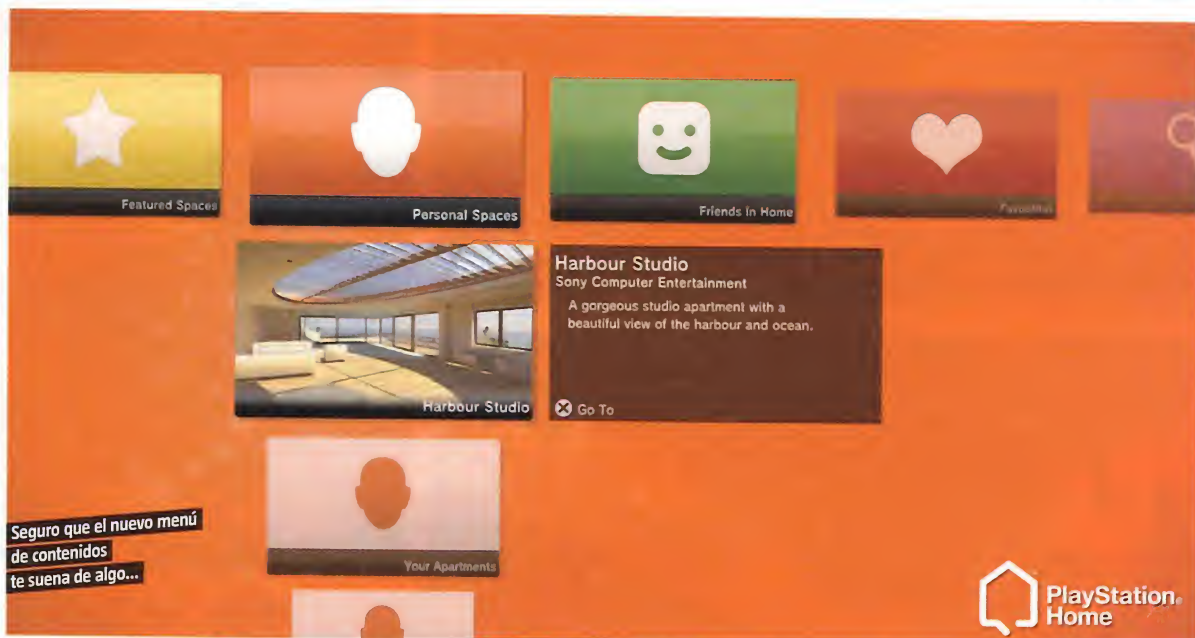 Featured Spaces
Personal Spaces
Friends in Home
Favourites
Harbour Studio
Harbour Studio
Sony Computer Entertainment
A gorgeous studio apartment with a
beautiful view of the harbour and ocean.
Go To
Your Apartments
Seguro que el nuevo menú
de contenidos
te suena de algo...
PlayStation®
Home